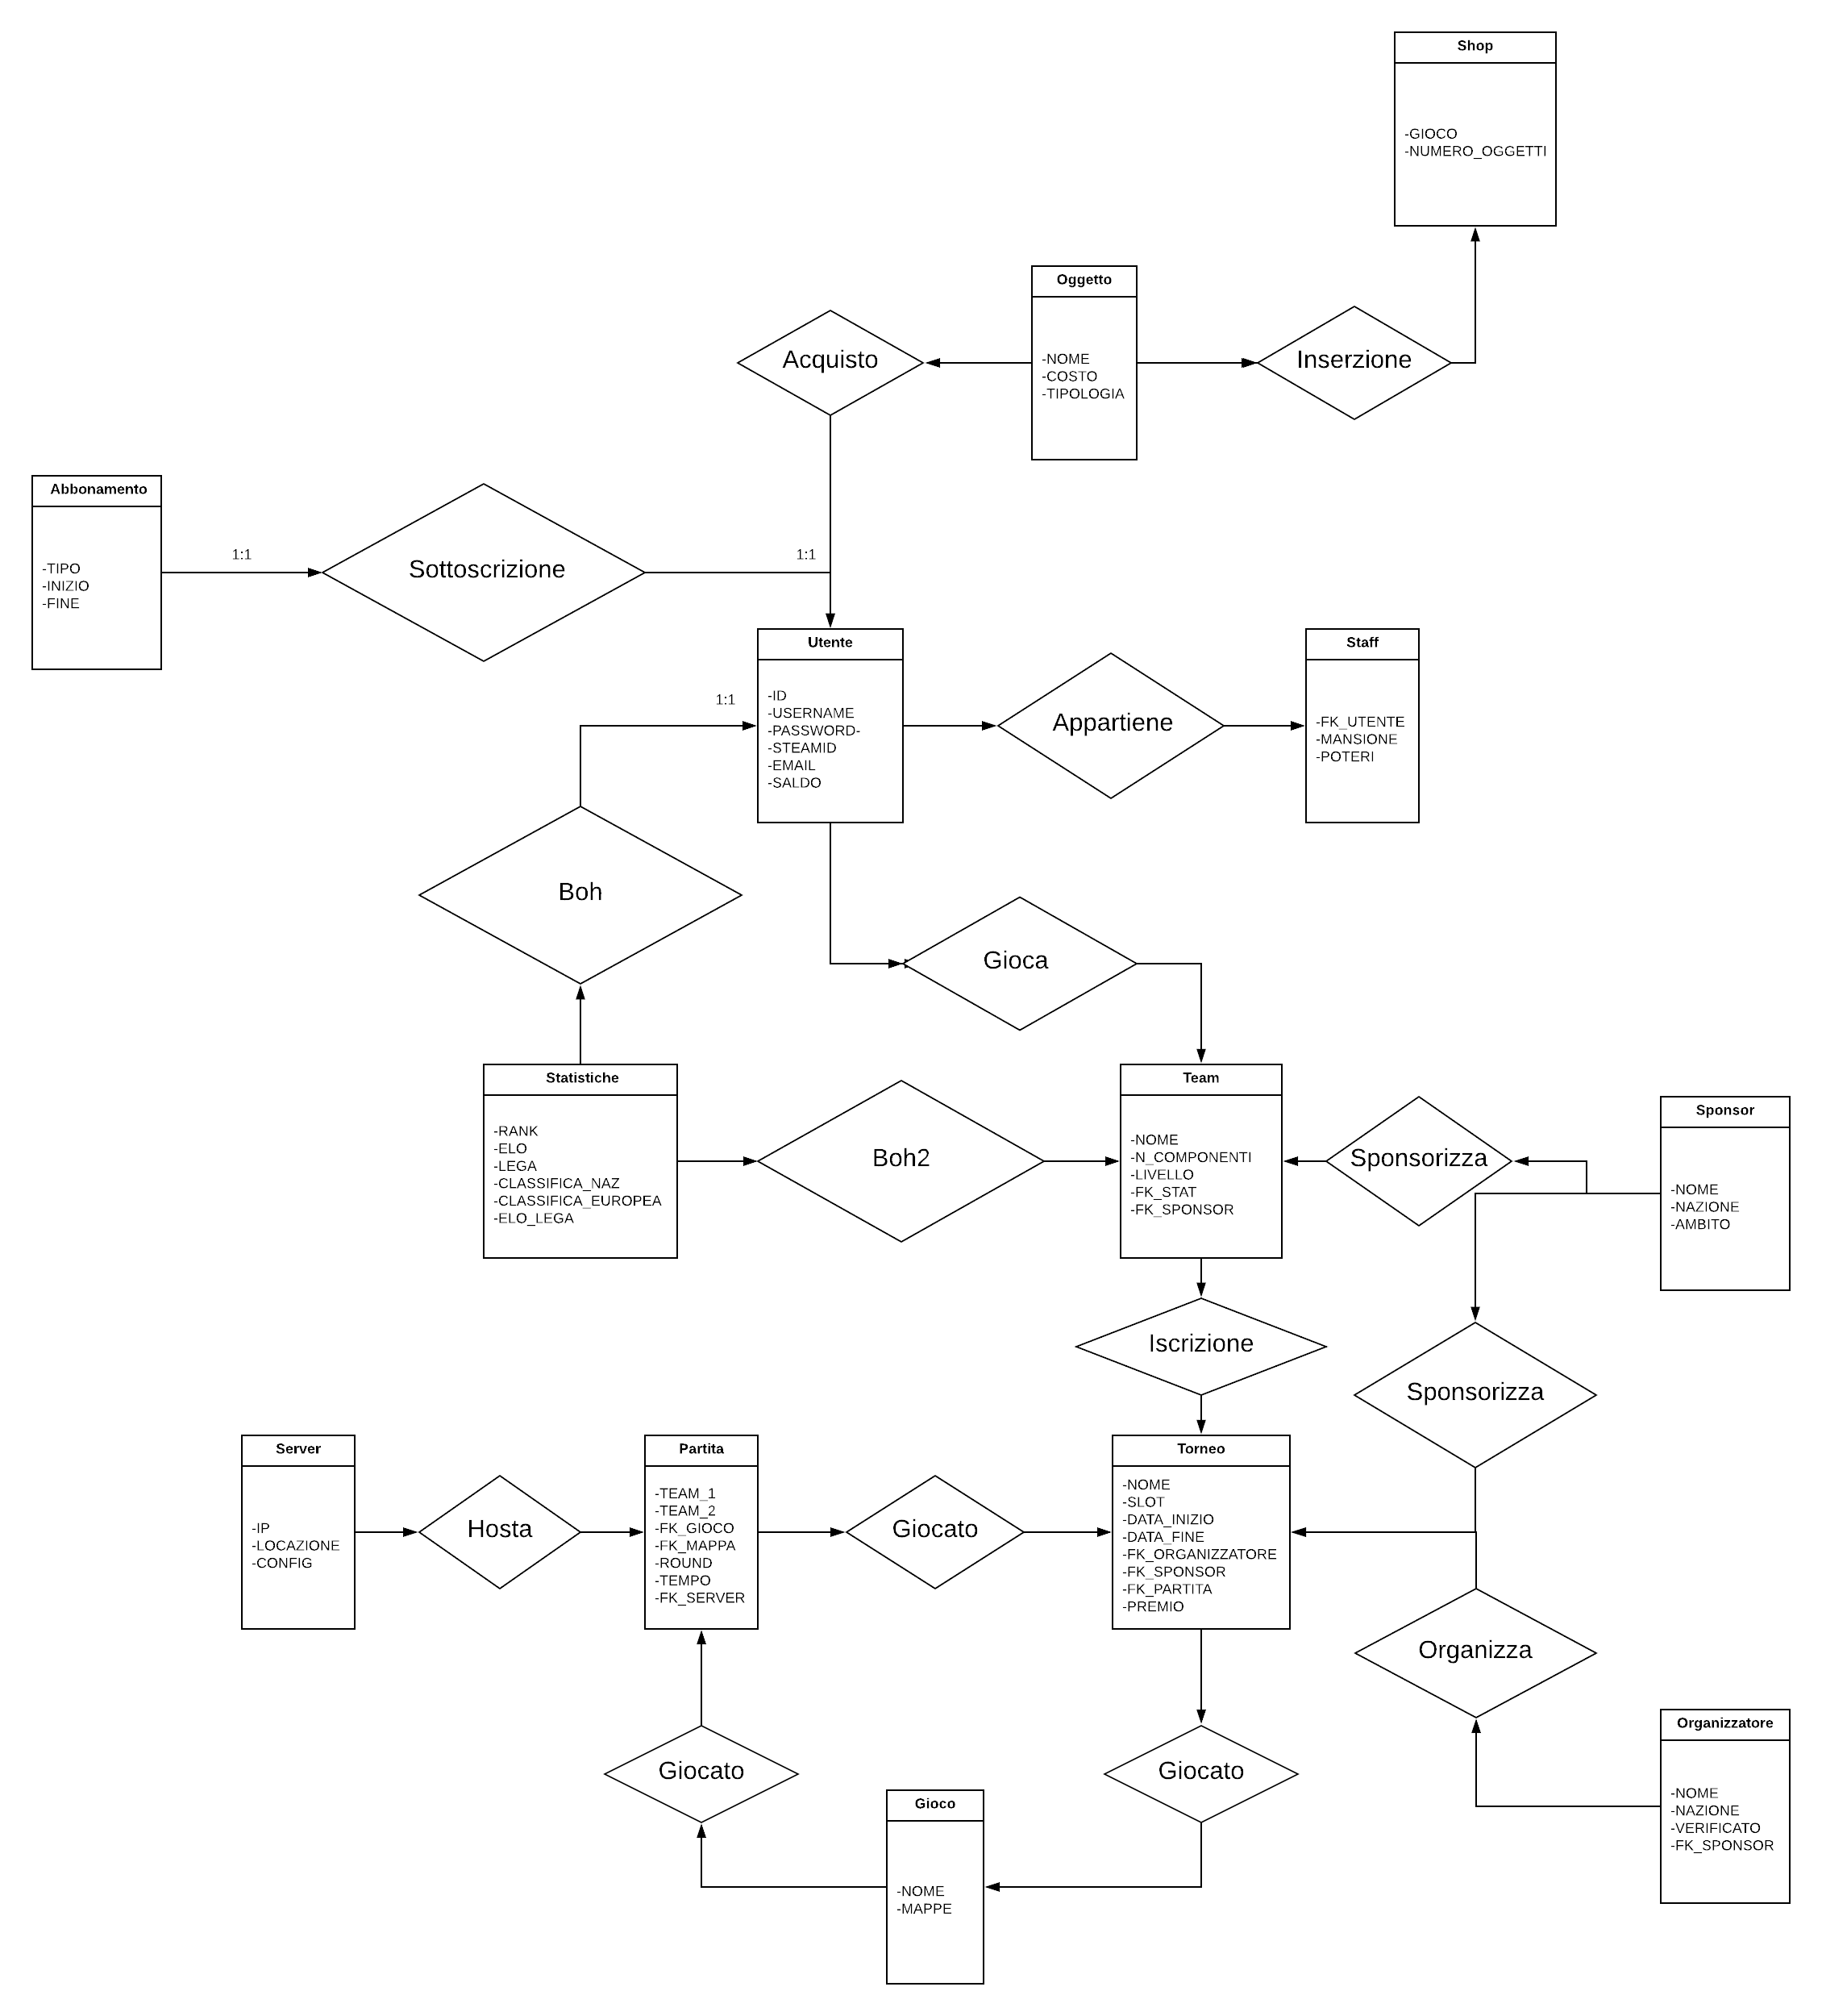 Shop
-GIOCO
-NUMERO_OGGETTI
Oggetto
-NOME
-COSTO
-TIPOLOGIA
Acquisto
Inserzione
Abbonamento
-TIPO
-INIZIO
-FINE
1:1
Sottoscrizione
1:1
Utente
-ID
-USERNAME
-PASSWORD-
-STEAMID
-EMAIL
-SALDO
Appartiene
Staff
-FK_UTENTE
-MANSIONE
-POTERI
1:1
Boh
Gioca
Statistiche
-RANK
-ELO
-LEGA
-CLASSIFICA_NAZ
-CLASSIFICA_EUROPEA
-ELO_LEGA
Boh2
Team
-NOME
-N_COMPONENTI
-LIVELLO
-FK_STAT
-FK_SPONSOR
Sponsorizza
Sponsor
-NOME
-NAZIONE
-AMBITO
Iscrizione
Sponsorizza
Server
-IP
-LOCAZIONE
-CONFIG
Hosta
Partita
-TEAM_1
-TEAM_2
-FK_GIOCO
-FK_MAPPA
-ROUND
-TEMPO
-FK_SERVER
Giocato
Torneo
-NOME
-SLOT
-DATA_INIZIO
-DATA_FINE
-FK_ORGANIZZATORE
-FK_SPONSOR
-FK_PARTITA
-PREMIO
Organizza
Giocato
Giocato
Gioco
-NOME
-MAPPE
Organizzatore
-NOME
-NAZIONE
-VERIFICATO
-FK_SPONSOR